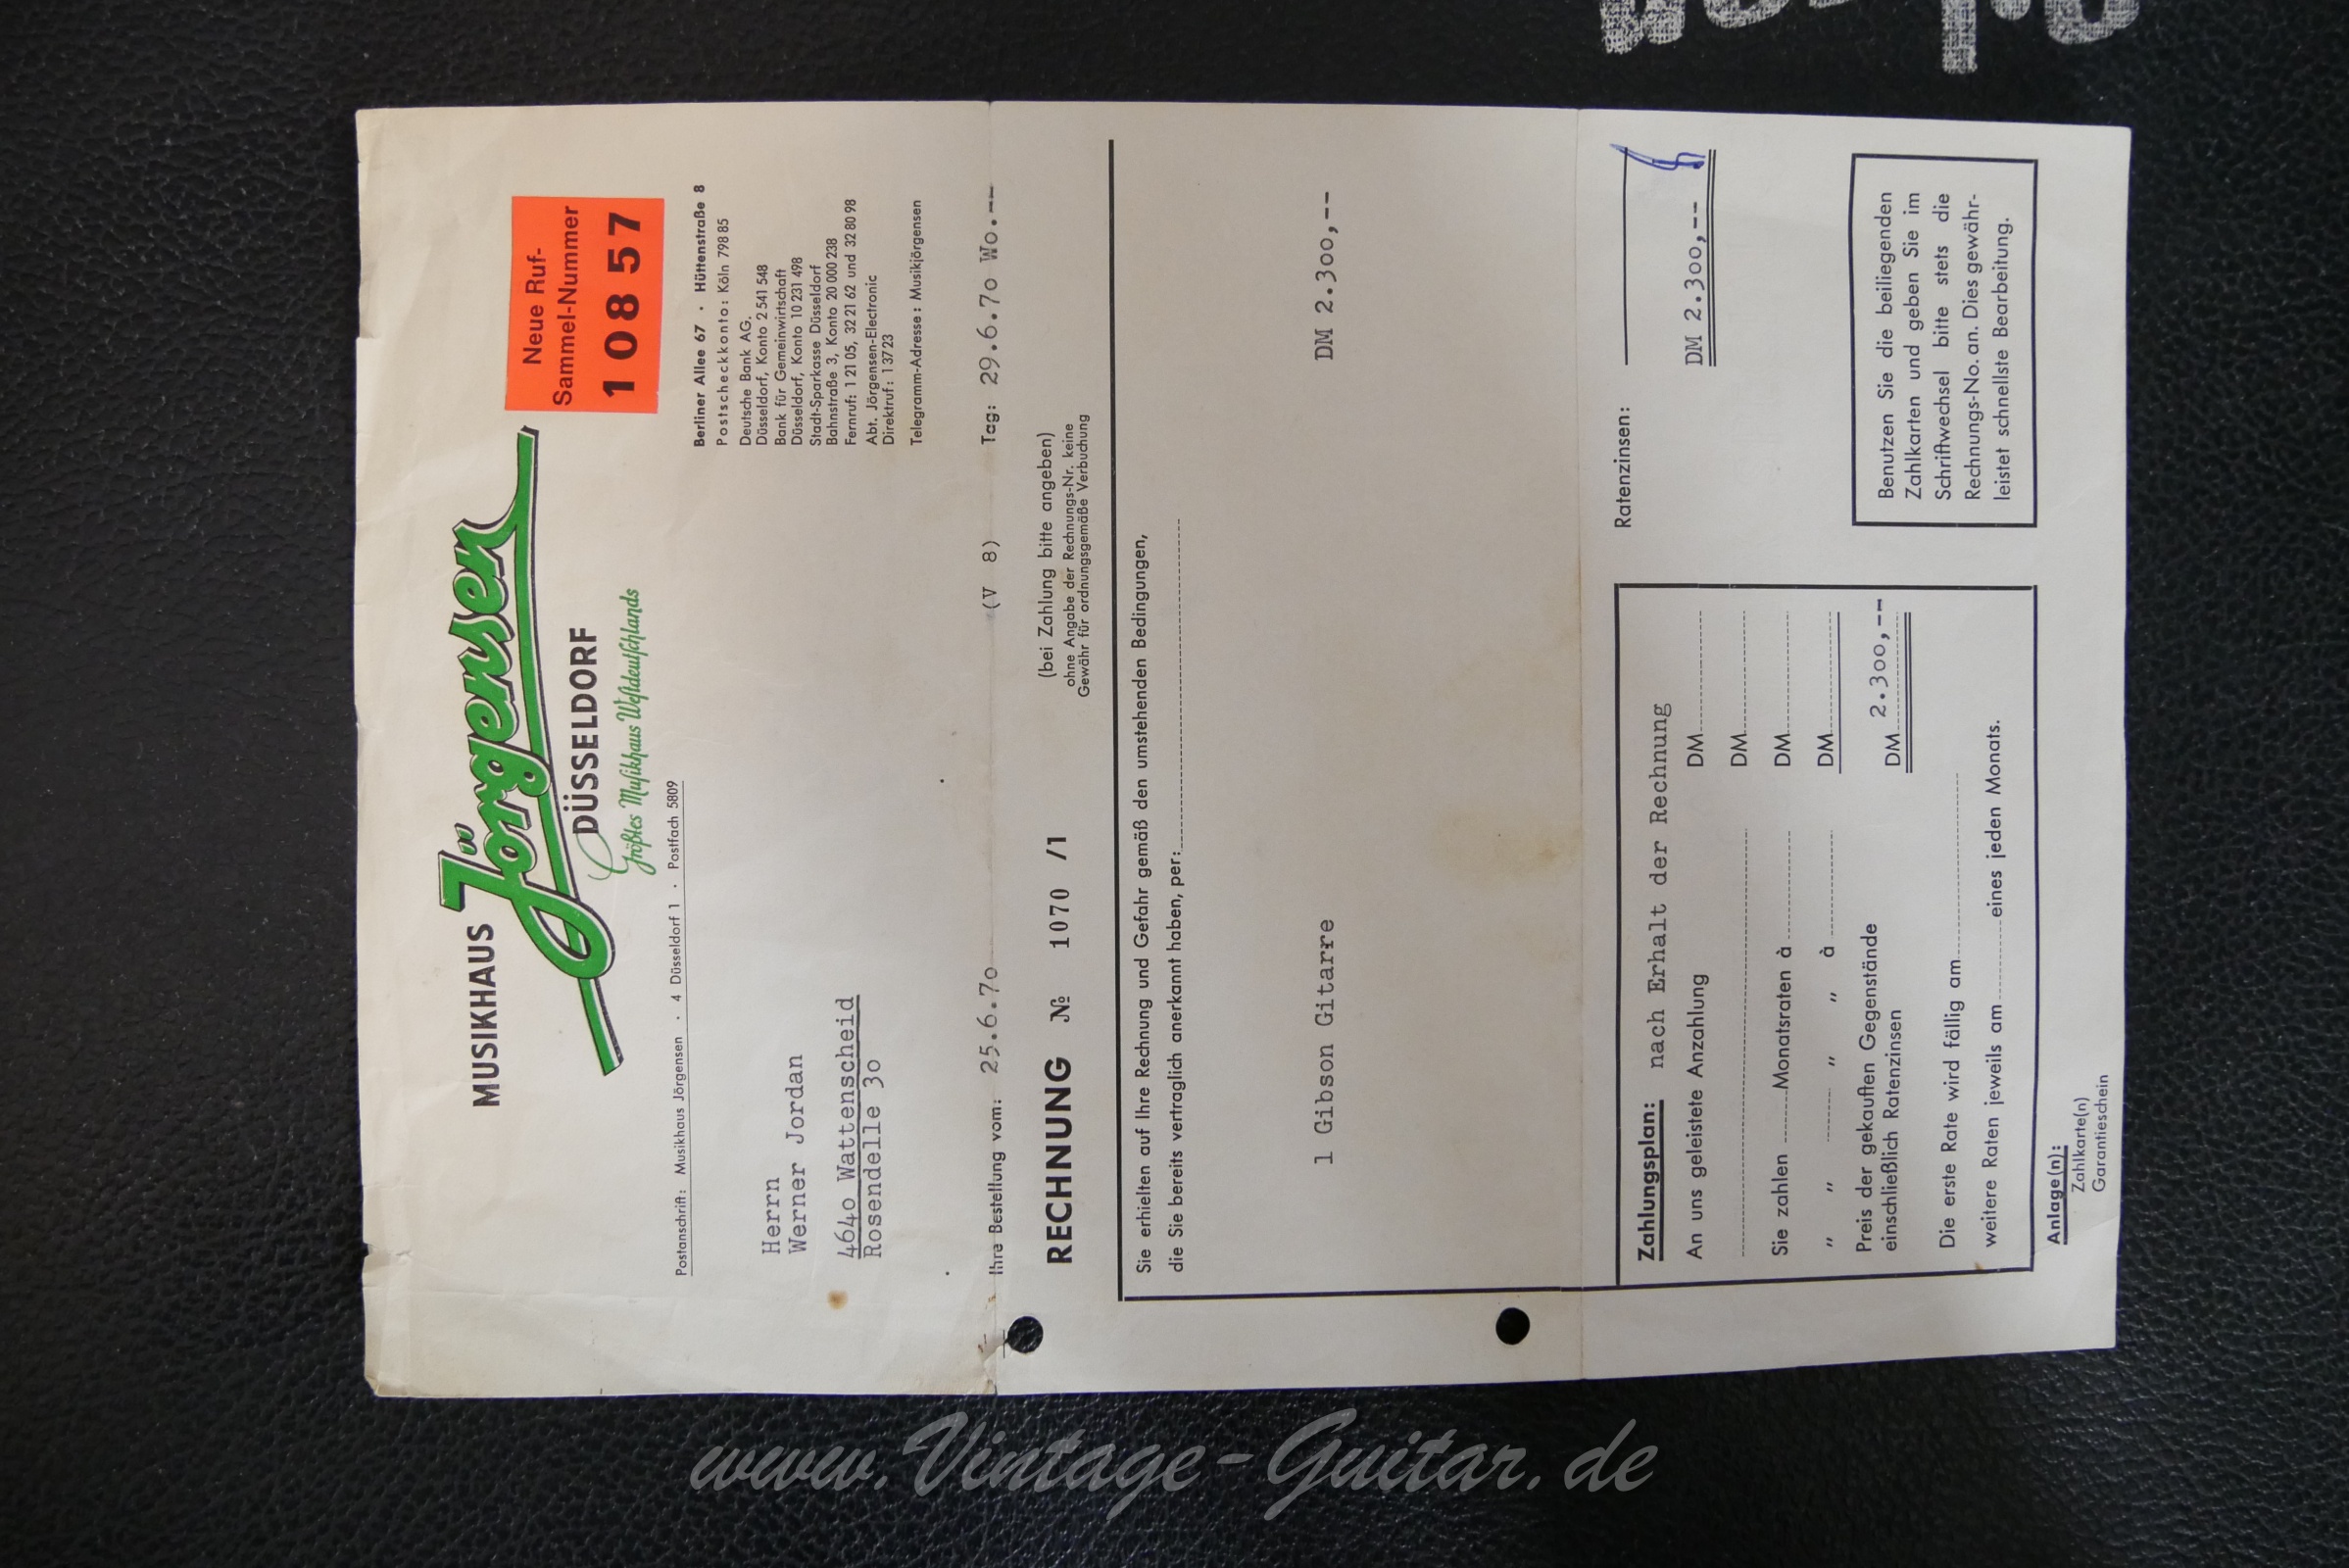 MUSIKHAUS
Jörgensen
DÜSSELDORF
Größtes Musikhaus Westdeutschlands
Neue Ruf-
Sammel-Nummer
1 08 57
Postanschrift: Musikhaus Jörgensen · 4 Düsseldorf 1 · Postfach 5809
Berliner Allee 67 · Hüttenstraße 8
Postscheckkonto: Köln 798 85
Deutsche Bank AG.
Düsseldorf, Konto 2 541 548
Bank für Gemeinwirtschaft
Düsseldorf, Konto 10 231 498
Stadt-Sparkasse Düsseldorf
Bahnstraße 3, Konto 20 000 238
Fernruf: 1 21 05, 32 21 62 und 32 80 98
Abt. Jörgensen-Electronic
Direktruf: 1 37 23
Telegramm-Adresse: Musikjörgensen
Herrn
Werner Jordan
464o Wattenscheid
Rosendelle 3o
Ihre Bestellung vom: 25.6.7o (V 8) Tag: 29.6.7o Wo.--
RECHNUNG № 1070 /1
(bei Zahlung bitte angeben)
ohne Angabe der Rechnungs-Nr. keine
Gewähr für ordnungsgemäße Verbuchung
Sie erhielten auf Ihre Rechnung und Gefahr gemäß den umstehenden Bedingungen,
die Sie bereits vertraglich anerkannt haben, per:
1 Gibson Gitarre DM 2.3oo,--
Ratenzinsen:
DM 2.3oo,--
Zahlungsplan: nach Erhalt der Rechnung
An uns geleistete Anzahlung DM
DM
Sie zahlen Monatsraten à DM
" " " " à DM
Preis der gekauften Gegenstände
einschließlich Ratenzinsen DM 2.3oo,--
Die erste Rate wird fällig am
weitere Raten jeweils am eines jeden Monats.
Benutzen Sie die beiliegenden
Zahlkarten und geben Sie im
Schriftwechsel bitte stets die
Rechnungs-No. an. Dies gewähr-
leistet schnellste Bearbeitung.
Anlage(n):
Zahlkarte(n)
Garantieschein
www.Vintage-Guitar.de